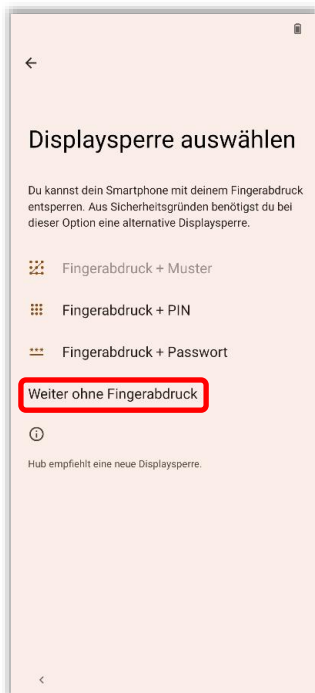 Displaysperre auswählen
Du kannst dein Smartphone mit deinem Fingerabdruck
entsperren. Aus Sicherheitsgründen benötigst du bei
dieser Option eine alternative Displaysperre.
Fingerabdruck + Muster
Fingerabdruck + PIN
Fingerabdruck + Passwort
Weiter ohne Fingerabdruck
Hub empfiehlt eine neue Displaysperre.